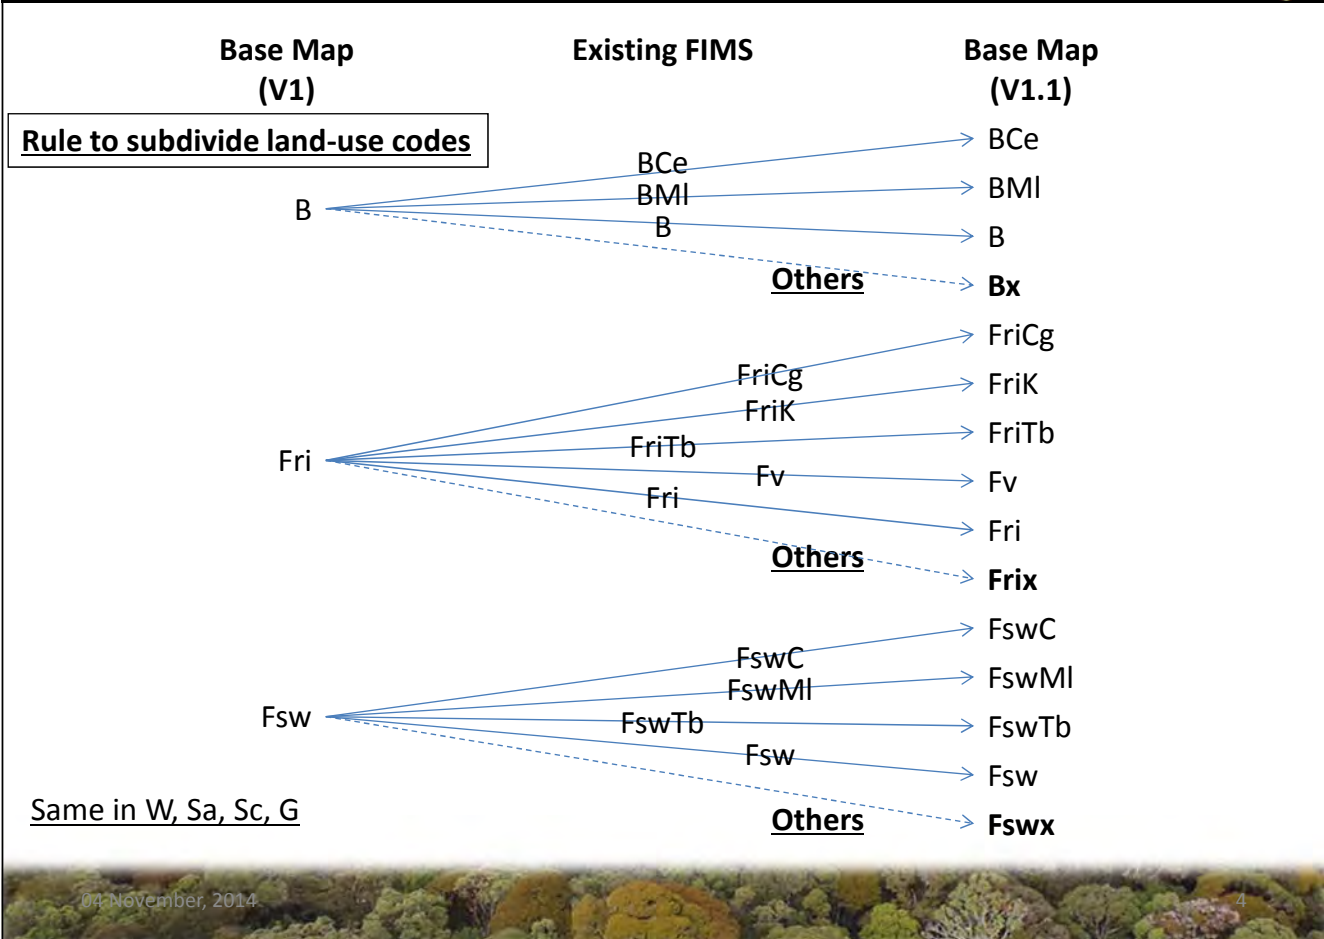 Base Map
(V1)
Existing FIMS
Base Map
(V1.1)
Rule to subdivide land-use codes
B
BCe
BMl
B
Others
BCe
BMl
B
Bx
Fri
FriCg
FriK
FriTb
Fv
Fri
Others
FriCg
FriK
FriTb
Fv
Fri
Frix
Fsw
FswC
FswMl
FswTb
Fsw
Others
FswC
FswMl
FswTb
Fsw
Fswx
Same in W, Sa, Sc, G
04 November, 2014
4